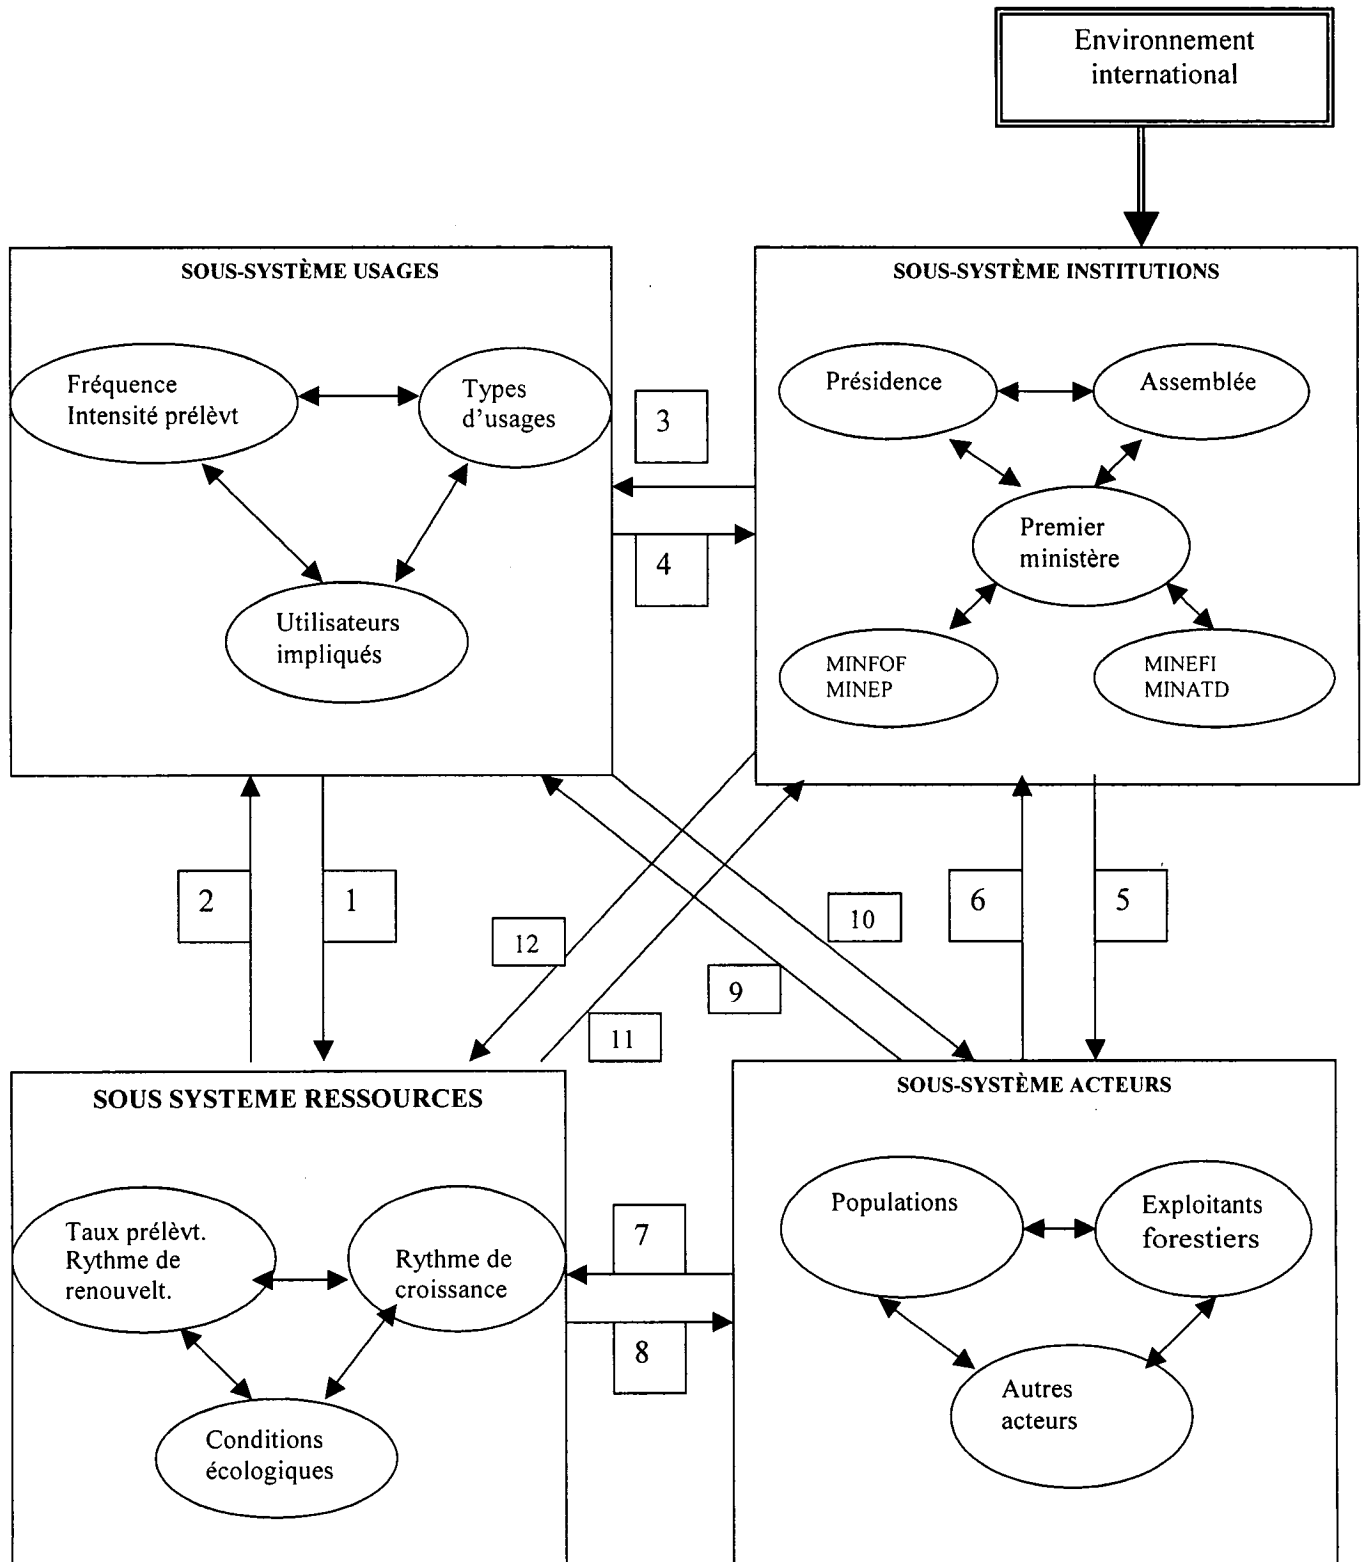 Environnement
international
SOUS-SYSTÈME USAGES
Fréquence
Intensité prélèvt
Types
d’usages
Utilisateurs
impliqués
3
4
SOUS-SYSTÈME INSTITUTIONS
Présidence
Assemblée
Premier
ministère
MINFOF
MINEP
MINEFI
MINATD
2
1
12
11
10
9
6
5
SOUS SYSTEME RESSOURCES
Taux prélèvt.
Rythme de
renouvelt.
Rythme de
croissance
Conditions
écologiques
7
8
SOUS-SYSTÈME ACTEURS
Populations
Exploitants
forestiers
Autres
acteurs